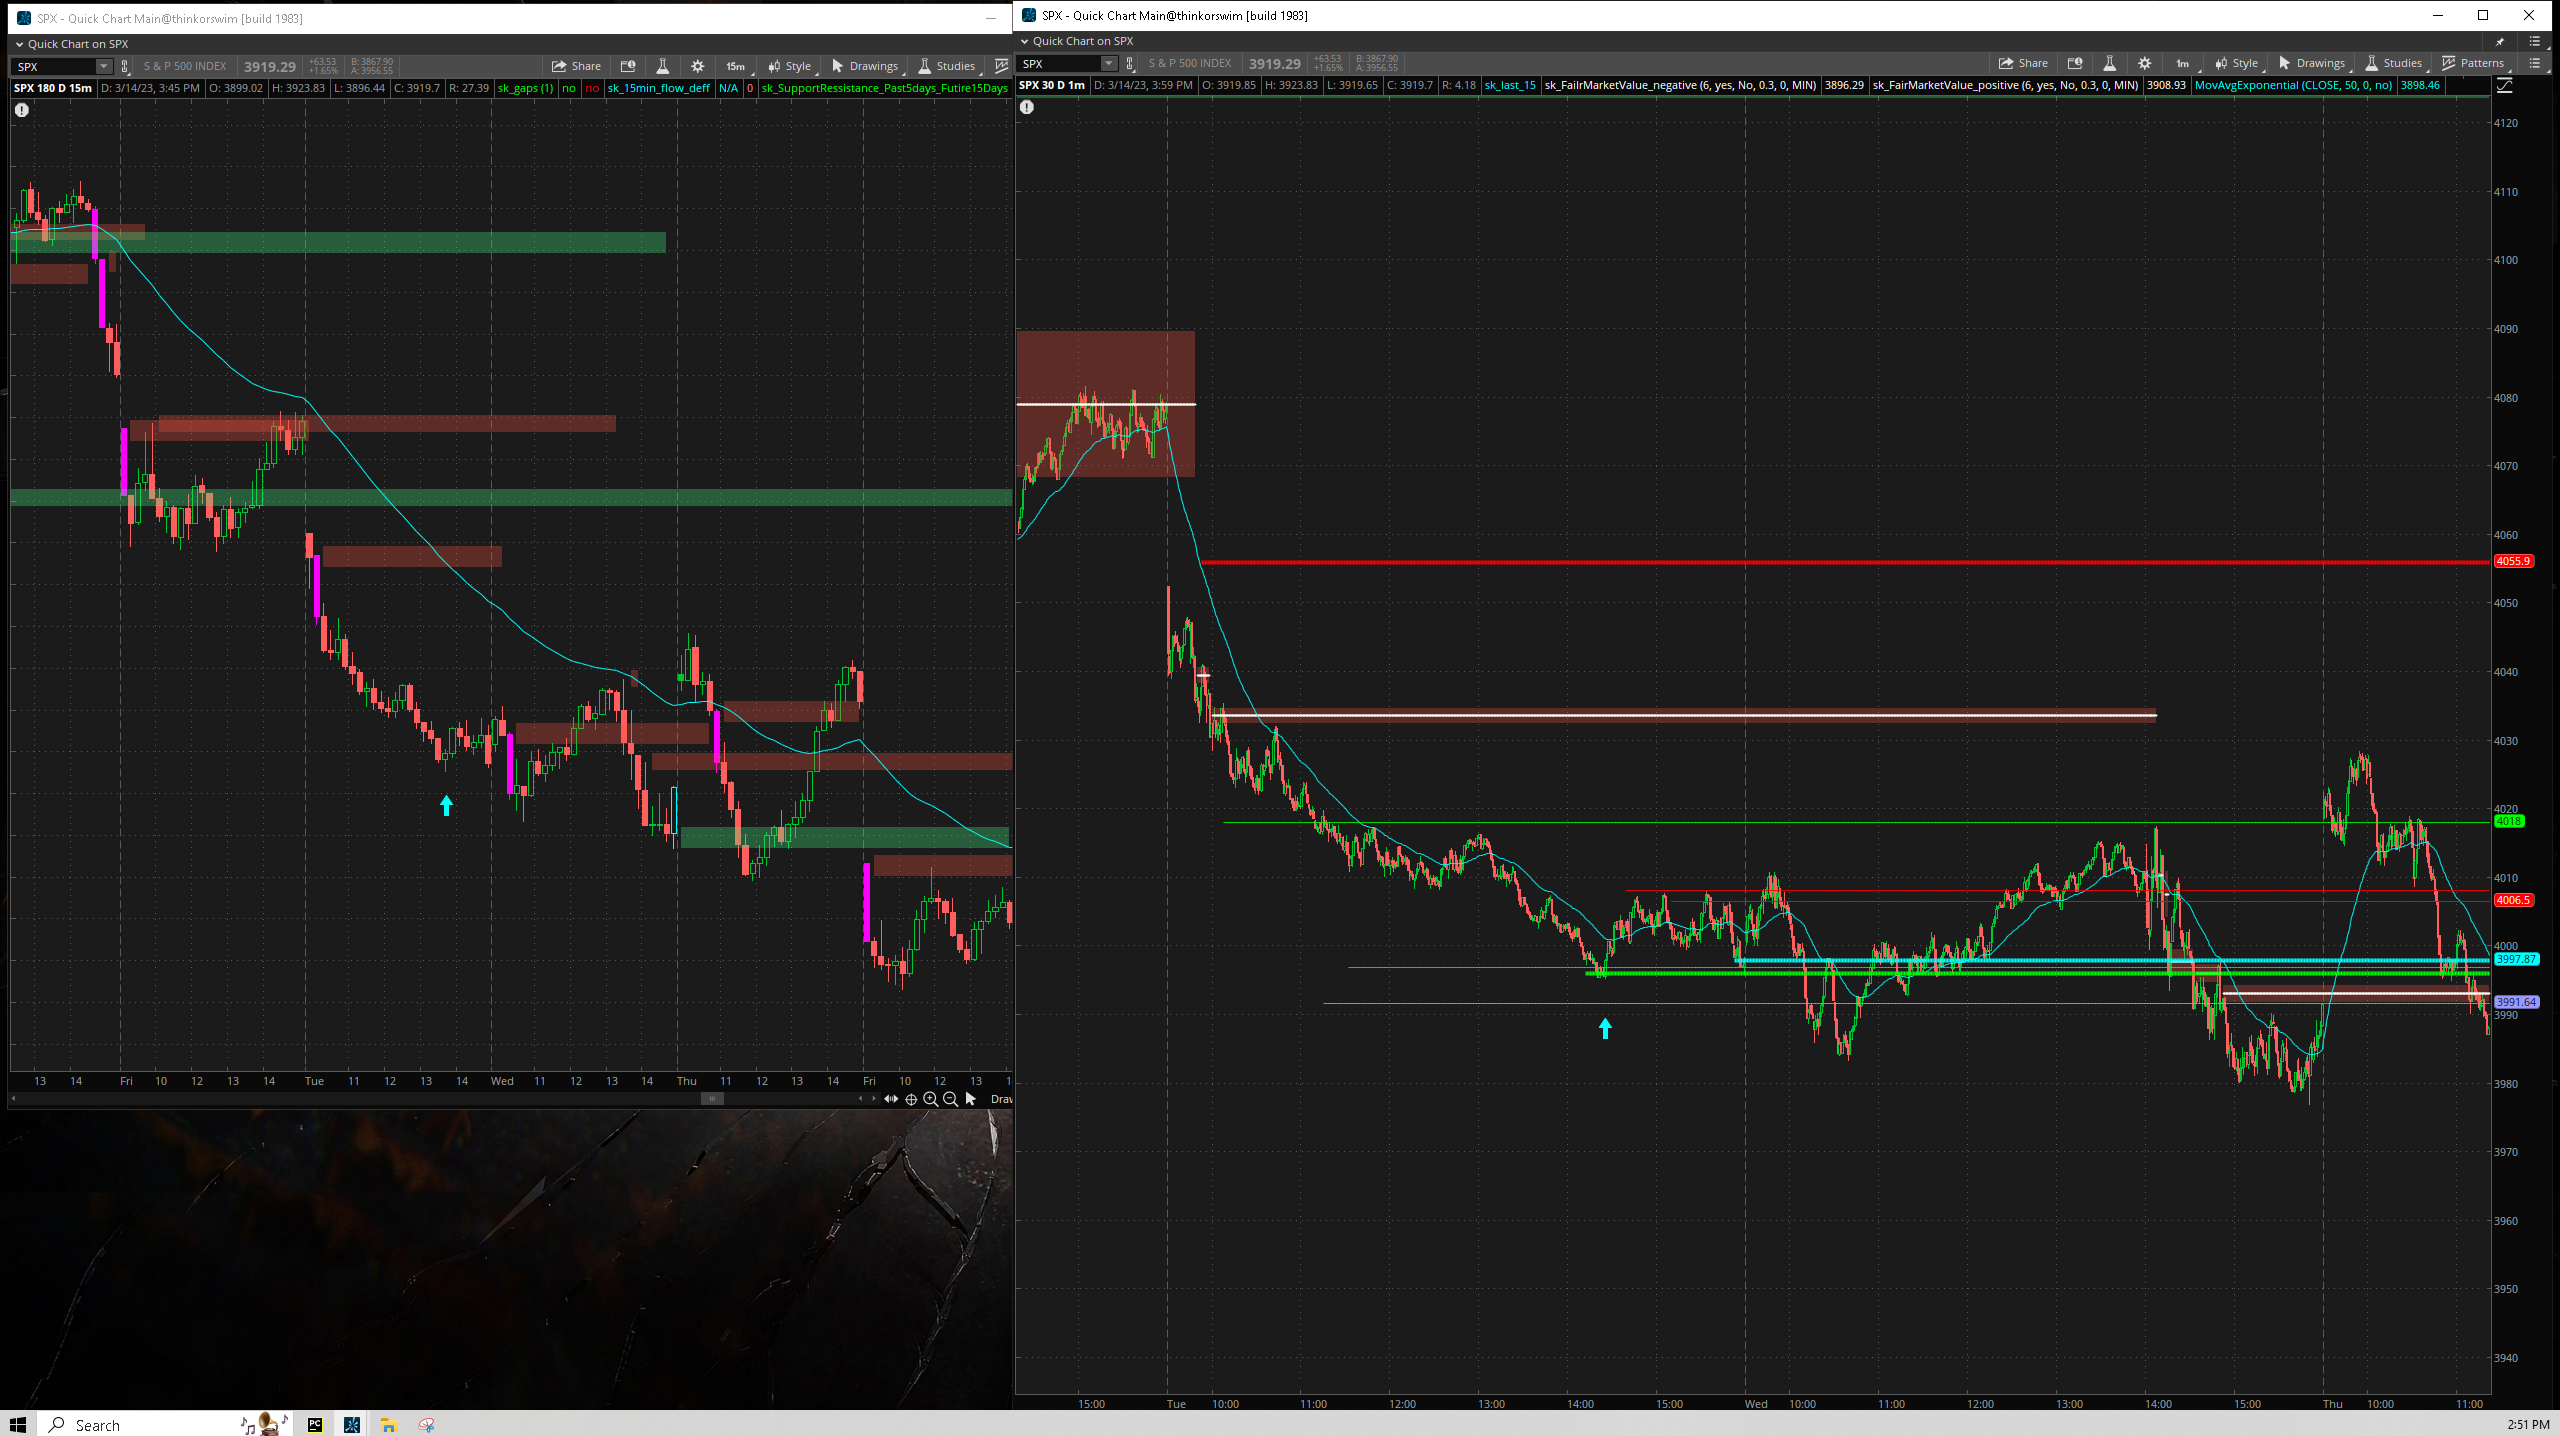 SPX - Quick Chart Main@thinkorswim [build 1983]
Quick Chart on SPX
SPX S & P 500 INDEX 3919.29 +63.53 +1.65% B: 3867.90 A: 3956.55 Share 15m Style Drawings Studies
SPX 180 D 15m D: 3/14/23, 3:45 PM O: 3899.02 H: 3923.83 L: 3896.44 C: 3919.7 R: 27.39 sk_gaps (1) no no sk_15min_flow_deff N/A 0 sk_SupportRessistance_Past5days_Futire15Days
13 14 Fri 10 12 13 14 Tue 11 12 13 14 Wed 11 12 13 14 Thu 11 12 13 14 Fri 10 12 13 1
Drav
SPX - Quick Chart Main@thinkorswim [build 1983]
Quick Chart on SPX
SPX S & P 500 INDEX 3919.29 +63.53 +1.65% B: 3867.90 A: 3956.55 Share 1m Style Drawings Studies Patterns
SPX 30 D 1m D: 3/14/23, 3:59 PM O: 3919.85 H: 3923.83 L: 3919.65 C: 3919.7 R: 4.18 sk_last_15 sk_FailrMarketValue_negative (6, yes, No, 0.3, 0, MIN) 3896.29 sk_FairMarketValue_positive (6, yes, No, 0.3, 0, MIN) 3908.93 MovAvgExponential (CLOSE, 50, 0, no) 3898.46
4120
4110
4100
4090
4080
4070
4060
4055.9
4050
4040
4030
4020
4018
4010
4006.5
4000
3997.87
3991.64
3990
3980
3970
3960
3950
3940
15:00 Tue 10:00 11:00 12:00 13:00 14:00 15:00 Wed 10:00 11:00 12:00 13:00 14:00 15:00 Thu 10:00 11:00
Search
PC
2:51 PM